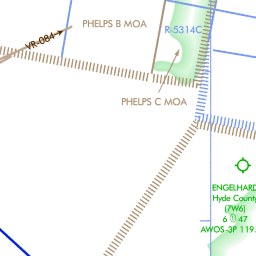 PHELPS B MOA
R-5314C
VR-084
PHELPS C MOA
ENGELHARD
Hyde County
(7W6)
6 47
AWOS-3P 119.